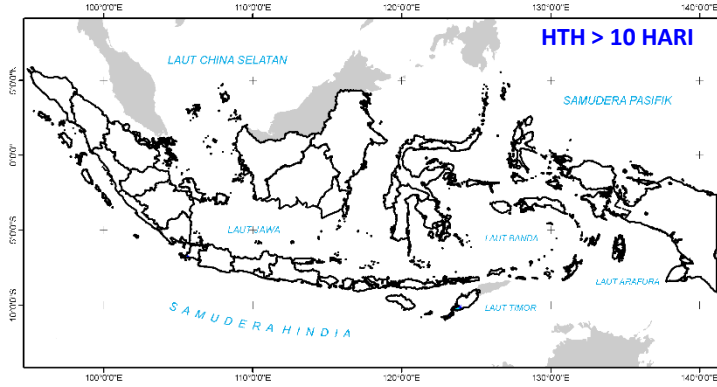 100°0'0"E 110°0'0"E 120°0'0"E 130°0'0"E 140°0'0"E
HTH > 10 HARI
LAUT CHINA SELATAN
5°0'0"N
SAMUDERA PASIFIK
0°0'0"
LAUT JAWA
LAUT BANDA
5°0'0"S
LAUT ARAFURA
SAMUDERA HINDIA
LAUT TIMOR
10°0'0"S
100°0'0"E 110°0'0"E 120°0'0"E 130°0'0"E 140°0'0"E